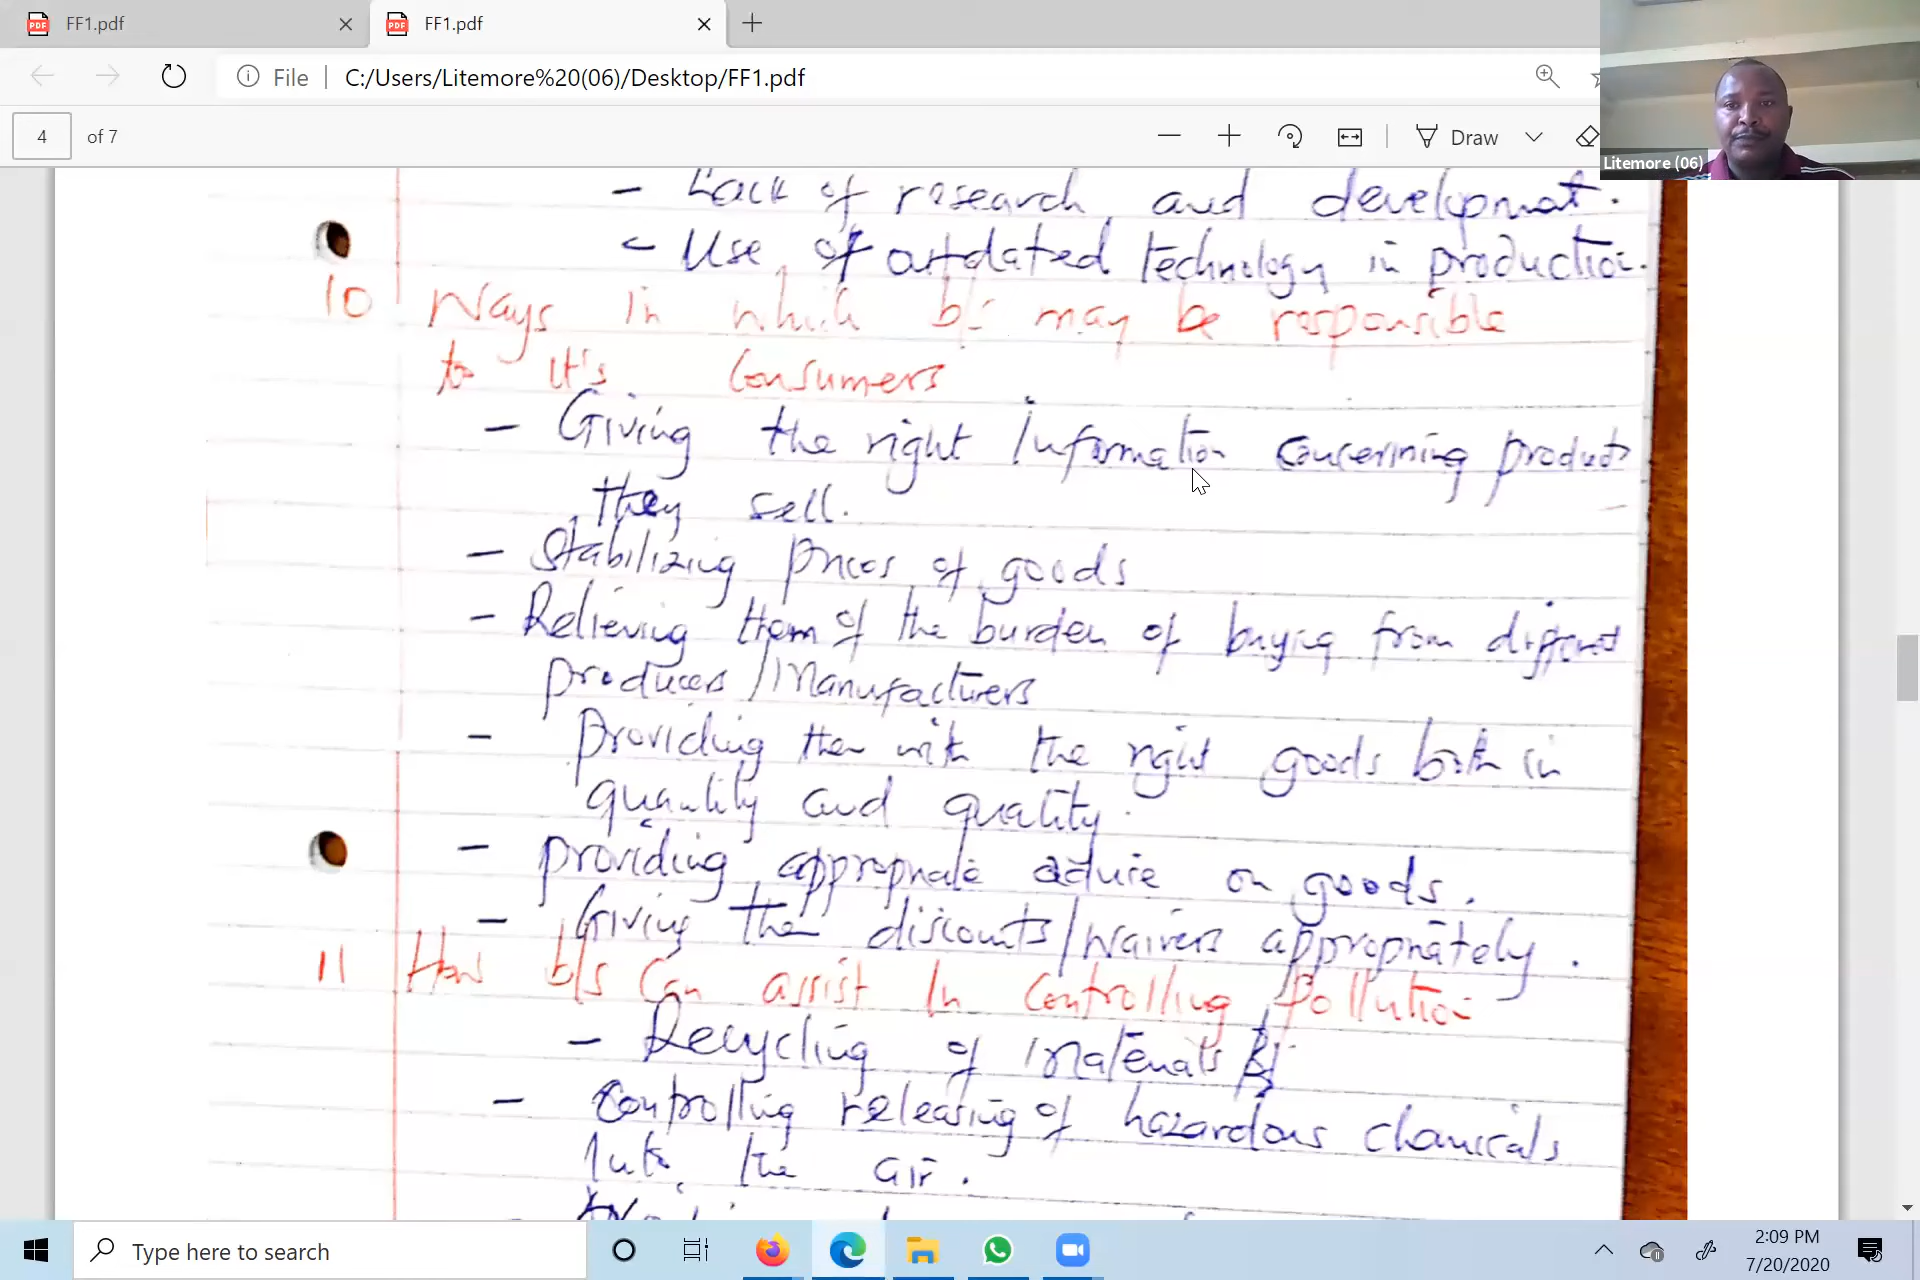 FF1.pdf
FF1.pdf
File
C:/Users/Litemore%20(06)/Desktop/FF1.pdf
4 of 7
Draw
Litemore (06)
- Lack of research and development.
- Use of outdated technology in production.
10 Ways in which b/s may be responsible
to it's consumers
- Giving the right information concerning products
they sell.
- Stabilizing prices of goods
- Relieving them of the burden of buying from different
producers/manufacturers
- Providing them with the right goods both in
quantity and quality.
- providing appropriate advice on goods.
- Giving the discounts/waivers appropriately.
11 How b/s can assist in controlling pollution
- Recycling of materials
- Controlling releasing of hazardous chemicals
into the air.
Type here to search
2:09 PM
7/20/2020